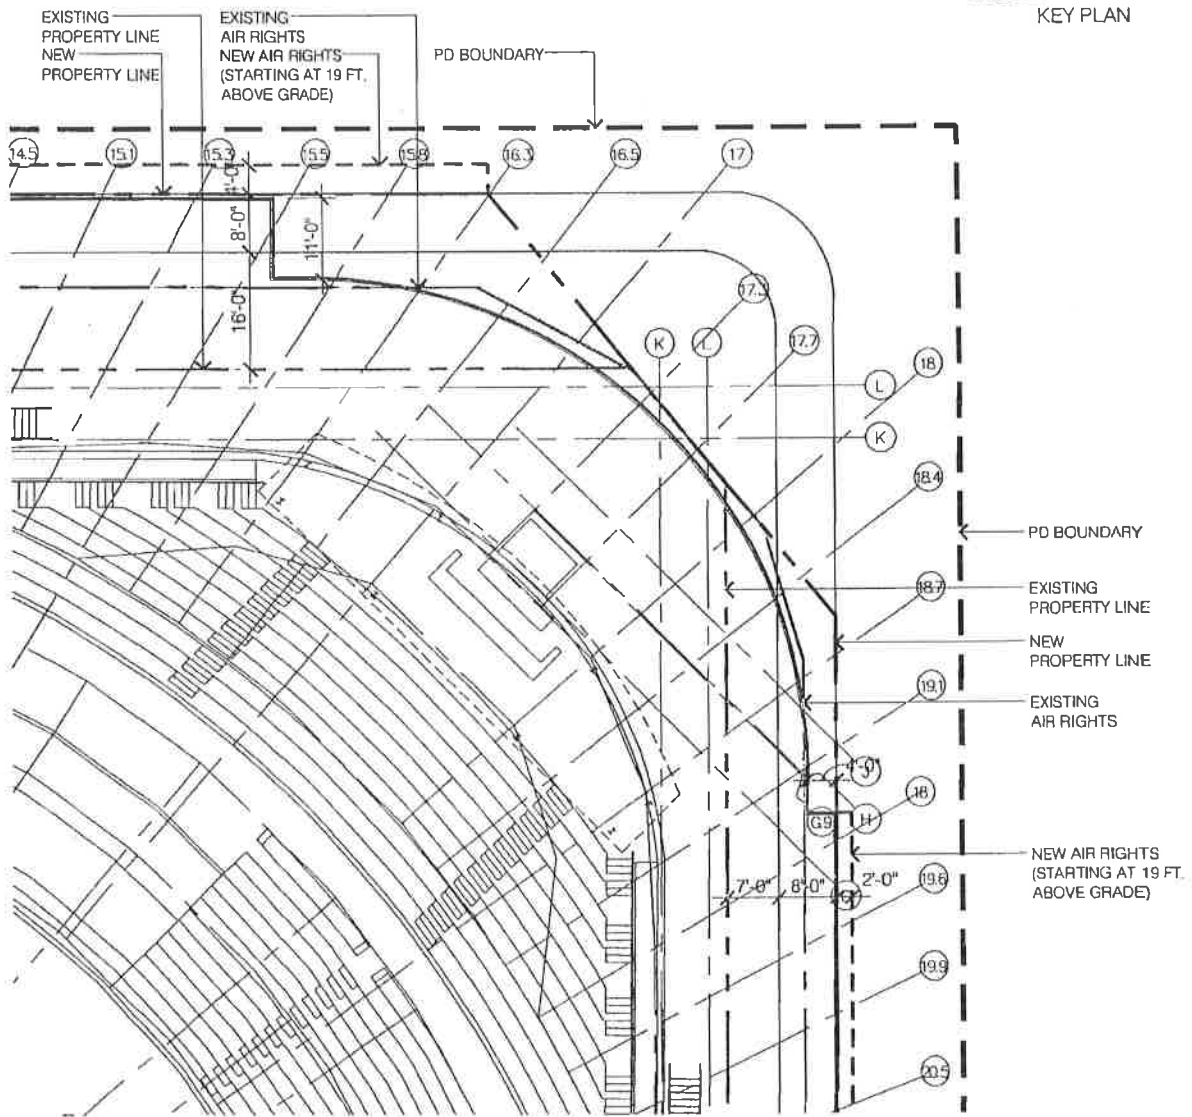 KEY PLAN
EXISTING
PROPERTY LINE
NEW
PROPERTY LINE
EXISTING
AIR RIGHTS
NEW AIR RIGHTS
(STARTING AT 19 FT.
ABOVE GRADE)
PD BOUNDARY
14.5
15.1
15.3
15.5
15.8
16.3
16.5
17
4'-0"
8'-0"
11'-0"
16'-0"
17.3
K
L
17.7
18
L
K
18.4
PD BOUNDARY
18.7
EXISTING
PROPERTY LINE
NEW
PROPERTY LINE
19.1
EXISTING
AIR RIGHTS
4'-0"
J
18
G.9
H
NEW AIR RIGHTS
(STARTING AT 19 FT.
ABOVE GRADE)
7'-0"
8'-0"
2'-0"
19.6
19.9
20.5